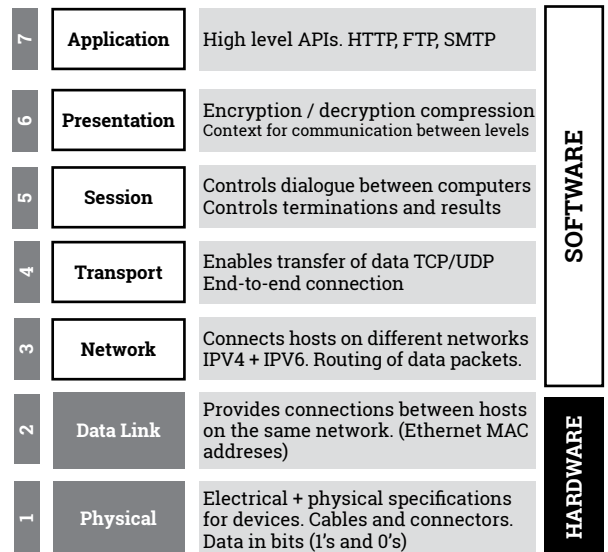 7
Application
High level APIs. HTTP, FTP, SMTP
6
Presentation
Encryption / decryption compression
Context for communication between levels
5
Session
Controls dialogue between computers
Controls terminations and results
4
Transport
Enables transfer of data TCP/UDP
End-to-end connection
3
Network
Connects hosts on different networks
IPV4 + IPV6. Routing of data packets.
SOFTWARE
2
Data Link
Provides connections between hosts
on the same network. (Ethernet MAC
addreses)
1
Physical
Electrical + physical specifications
for devices. Cables and connectors.
Data in bits (1's and 0's)
HARDWARE